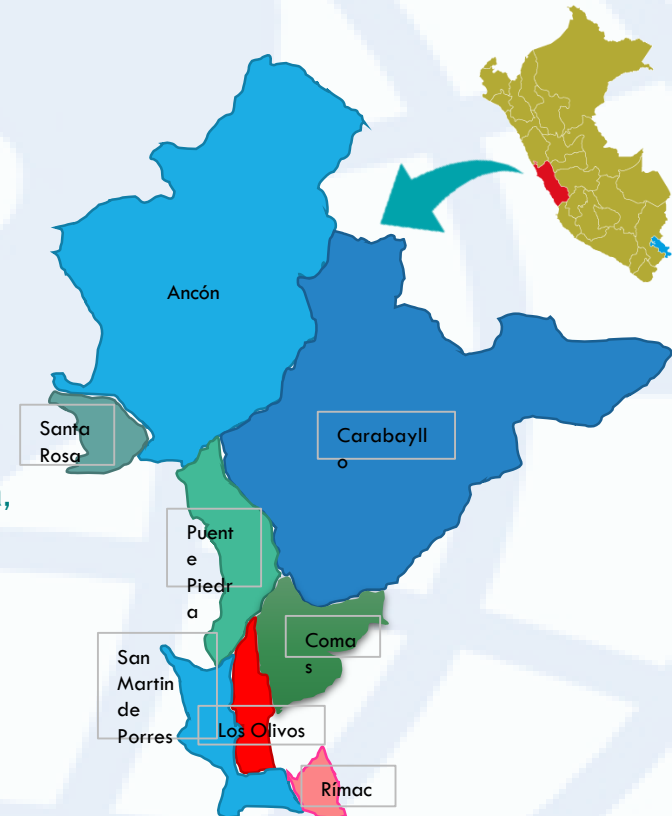 Ancón
Santa
Rosa
Carabayll
o
,
Puent
e
Piedr
a
Coma
s
San
Martin
de
Porres
Los Olivos
Rímac